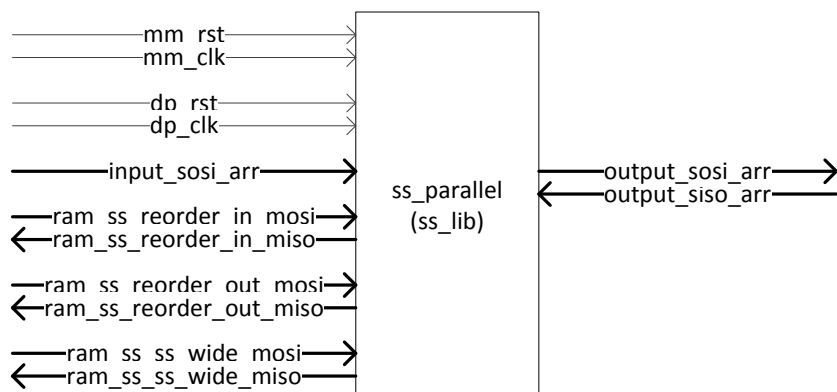 mm_rst
mm_clk
dp_rst
dp_clk
input_sosi_arr
ram_ss_reorder_in_mosi
ram_ss_reorder_in_miso
ram_ss_reorder_out_mosi
ram_ss_reorder_out_miso
ram_ss_ss_wide_mosi
ram_ss_ss_wide_miso
ss_parallel
(ss_lib)
output_sosi_arr
output_siso_arr